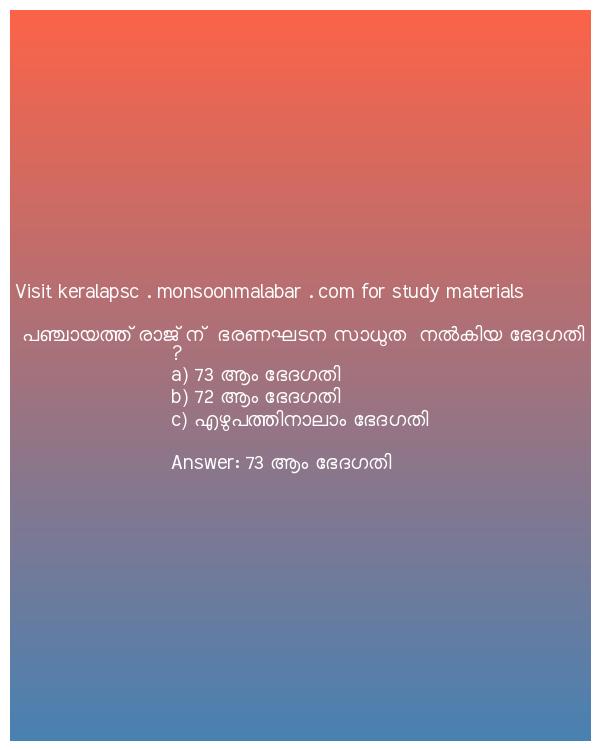 Visit keralapsc . monsoonmalabar . com for study materials
പഞ്ചായത്ത് രാജ് ന് ഭരണഘടന സാധുത നൽകിയ ഭേദഗതി
?
a) 73 ആം ഭേദഗതി
b) 72 ആം ഭേദഗതി
c) എഴുപത്തിനാലാം ഭേദഗതി
Answer: 73 ആം ഭേദഗതി